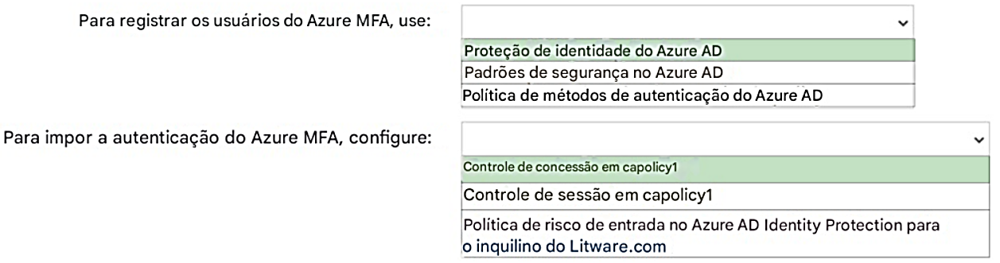 Para registrar os usuários do Azure MFA, use:
Proteção de identidade do Azure AD
Padrões de segurança no Azure AD
Política de métodos de autenticação do Azure AD
Para impor a autenticação do Azure MFA, configure:
Controle de concessão em capolicy1
Controle de sessão em capolicy1
Política de risco de entrada no Azure AD Identity Protection para
o inquilino do Litware.com